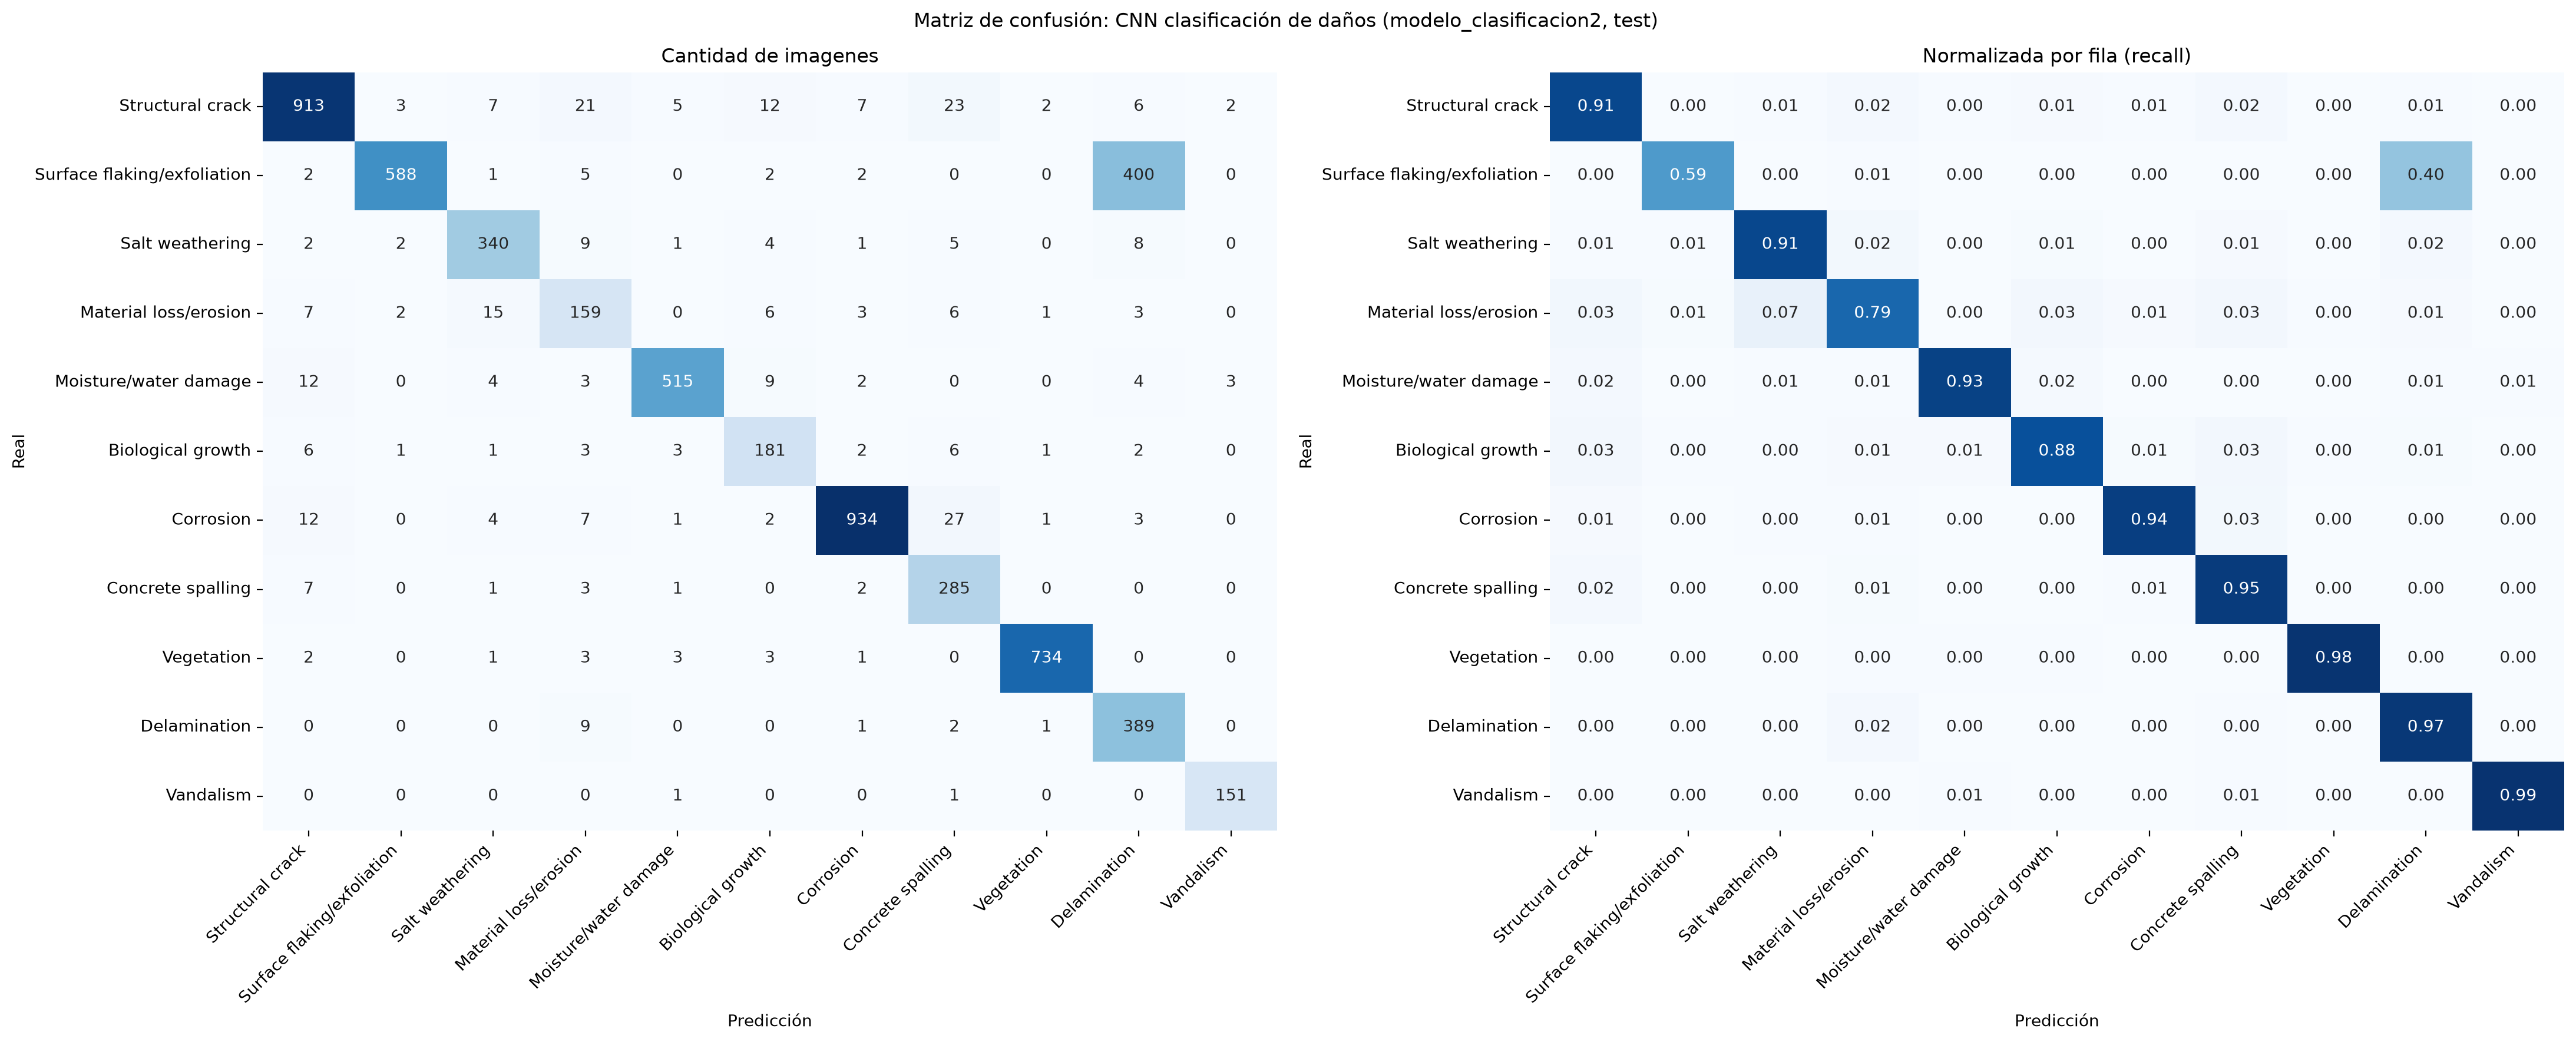 Matriz de confusión: CNN clasificación de daños (modelo_clasificacion2, test)
Cantidad de imagenes
Real
Structural crack 913 3 7 21 5 12 7 23 2 6 2
Surface flaking/exfoliation 2 588 1 5 0 2 2 0 0 400 0
Salt weathering 2 2 340 9 1 4 1 5 0 8 0
Material loss/erosion 7 2 15 159 0 6 3 6 1 3 0
Moisture/water damage 12 0 4 3 515 9 2 0 0 4 3
Biological growth 6 1 1 3 3 181 2 6 1 2 0
Corrosion 12 0 4 7 1 2 934 27 1 3 0
Concrete spalling 7 0 1 3 1 0 2 285 0 0 0
Vegetation 2 0 1 3 3 3 1 0 734 0 0
Delamination 0 0 0 9 0 0 1 2 1 389 0
Vandalism 0 0 0 0 1 0 0 1 0 0 151
Structural crack
Surface flaking/exfoliation
Salt weathering
Material loss/erosion
Moisture/water damage
Biological growth
Corrosion
Concrete spalling
Vegetation
Delamination
Vandalism
Predicción
Normalizada por fila (recall)
Real
Structural crack 0.91 0.00 0.01 0.02 0.00 0.01 0.01 0.02 0.00 0.01 0.00
Surface flaking/exfoliation 0.00 0.59 0.00 0.01 0.00 0.00 0.00 0.00 0.00 0.40 0.00
Salt weathering 0.01 0.01 0.91 0.02 0.00 0.01 0.00 0.01 0.00 0.02 0.00
Material loss/erosion 0.03 0.01 0.07 0.79 0.00 0.03 0.01 0.03 0.00 0.01 0.00
Moisture/water damage 0.02 0.00 0.01 0.01 0.93 0.02 0.00 0.00 0.00 0.01 0.01
Biological growth 0.03 0.00 0.00 0.01 0.01 0.88 0.01 0.03 0.00 0.01 0.00
Corrosion 0.01 0.00 0.00 0.01 0.00 0.00 0.94 0.03 0.00 0.00 0.00
Concrete spalling 0.02 0.00 0.00 0.01 0.00 0.00 0.01 0.95 0.00 0.00 0.00
Vegetation 0.00 0.00 0.00 0.00 0.00 0.00 0.00 0.00 0.98 0.00 0.00
Delamination 0.00 0.00 0.00 0.02 0.00 0.00 0.00 0.00 0.00 0.97 0.00
Vandalism 0.00 0.00 0.00 0.00 0.01 0.00 0.00 0.01 0.00 0.00 0.99
Structural crack
Surface flaking/exfoliation
Salt weathering
Material loss/erosion
Moisture/water damage
Biological growth
Corrosion
Concrete spalling
Vegetation
Delamination
Vandalism
Predicción